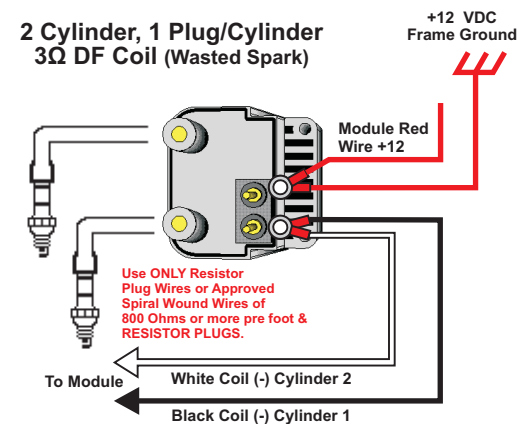 2 Cylinder, 1 Plug/Cylinder
3Ω DF Coil (Wasted Spark)
+12 VDC
Frame Ground
Module Red
Wire +12
Use ONLY Resistor
Plug Wires or Approved
Spiral Wound Wires of
800 Ohms or more pre foot &
RESISTOR PLUGS.
To Module
White Coil (-) Cylinder 2
Black Coil (-) Cylinder 1